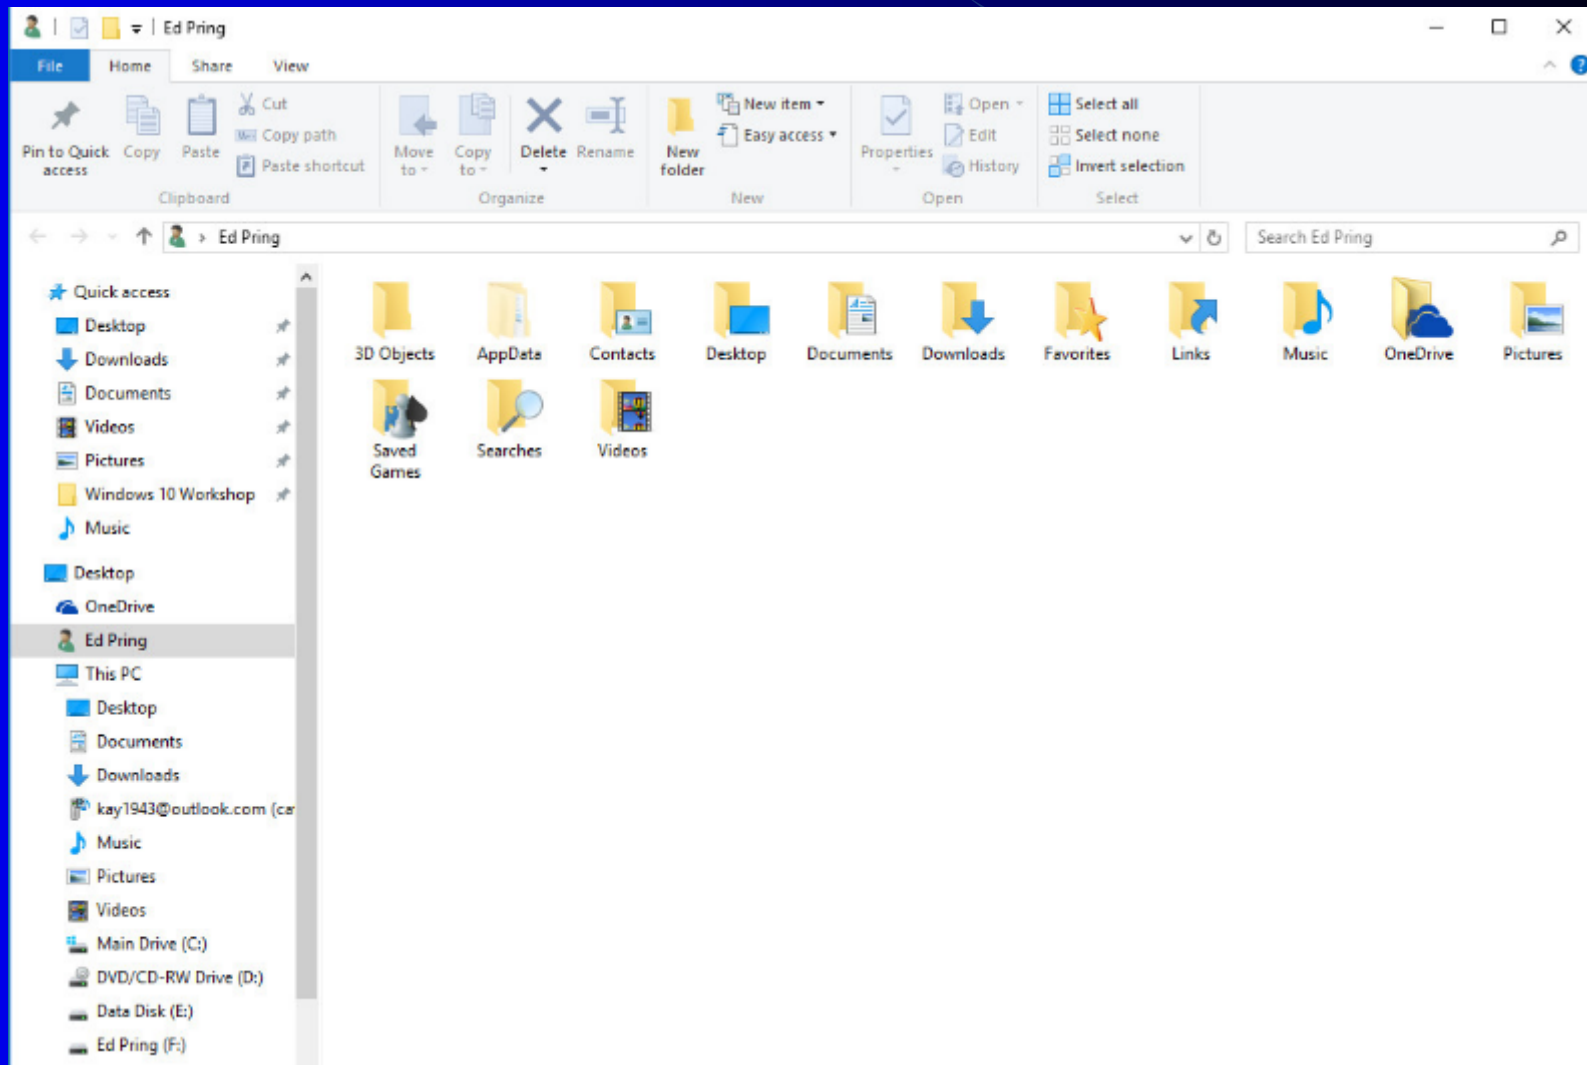 Ed Pring
File Home Share View
Pin to Quick access
Copy
Paste
Cut
Copy path
Paste shortcut
Clipboard
Move to
Copy to
Delete
Rename
Organize
New folder
New item
Easy access
New
Properties
Open
Edit
History
Open
Select all
Select none
Invert selection
Select
Ed Pring
Search Ed Pring
Quick access
Desktop
Downloads
Documents
Videos
Pictures
Windows 10 Workshop
Music
Desktop
OneDrive
Ed Pring
This PC
Desktop
Documents
Downloads
kay1943@outlook.com (car
Music
Pictures
Videos
Main Drive (C:)
DVD/CD-RW Drive (D:)
Data Disk (E:)
Ed Pring (F:)
3D Objects AppData Contacts Desktop Documents Downloads Favorites Links Music OneDrive Pictures
Saved Games Searches Videos